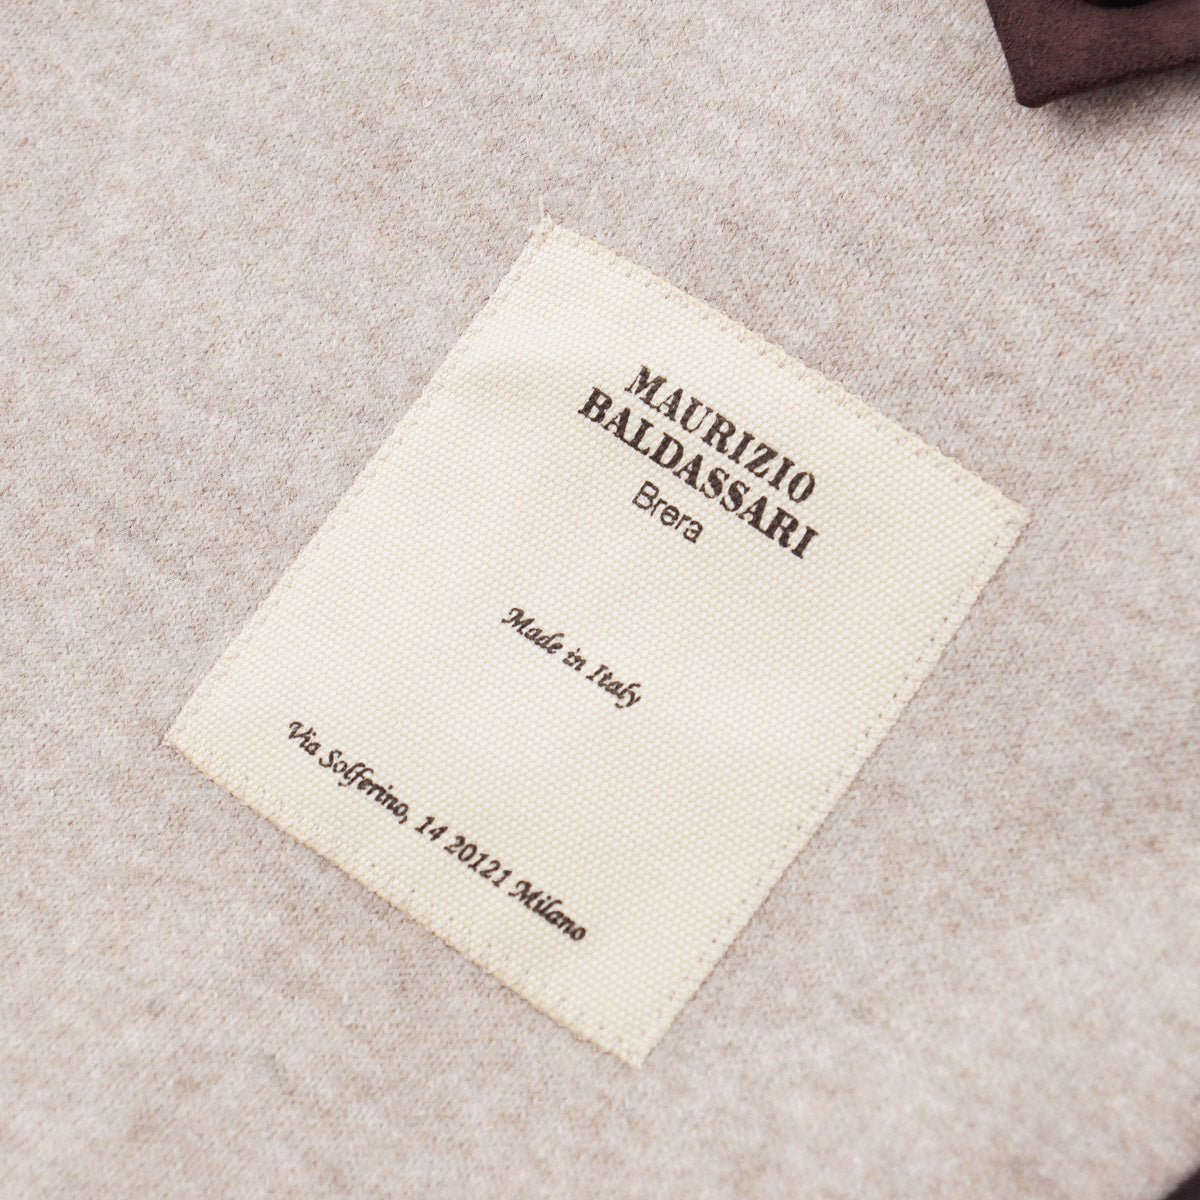 MAURIZIO
BALDASSARI
Brera
Made in Italy
Via Solferino, 14 20121 Milano